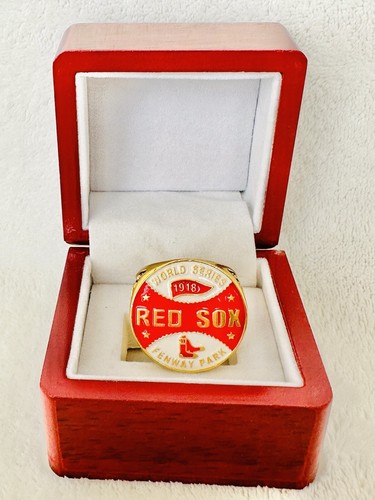 WORLD SERIES
1918
RED SOX
FENWAY PARK